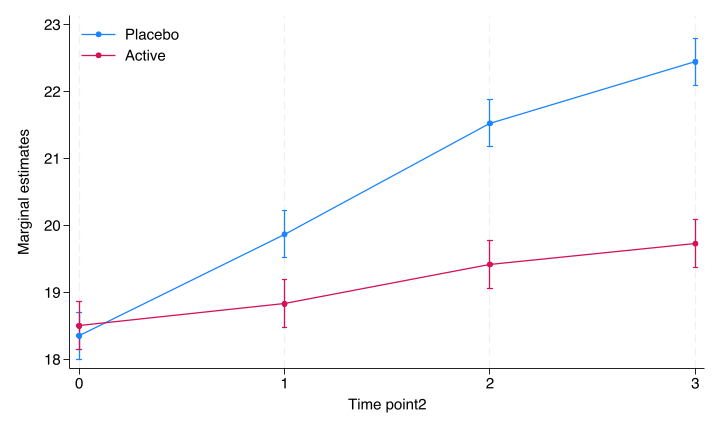 Placebo
Active
Marginal estimates
23
22
21
20
19
18
0 1 2 3
Time point2